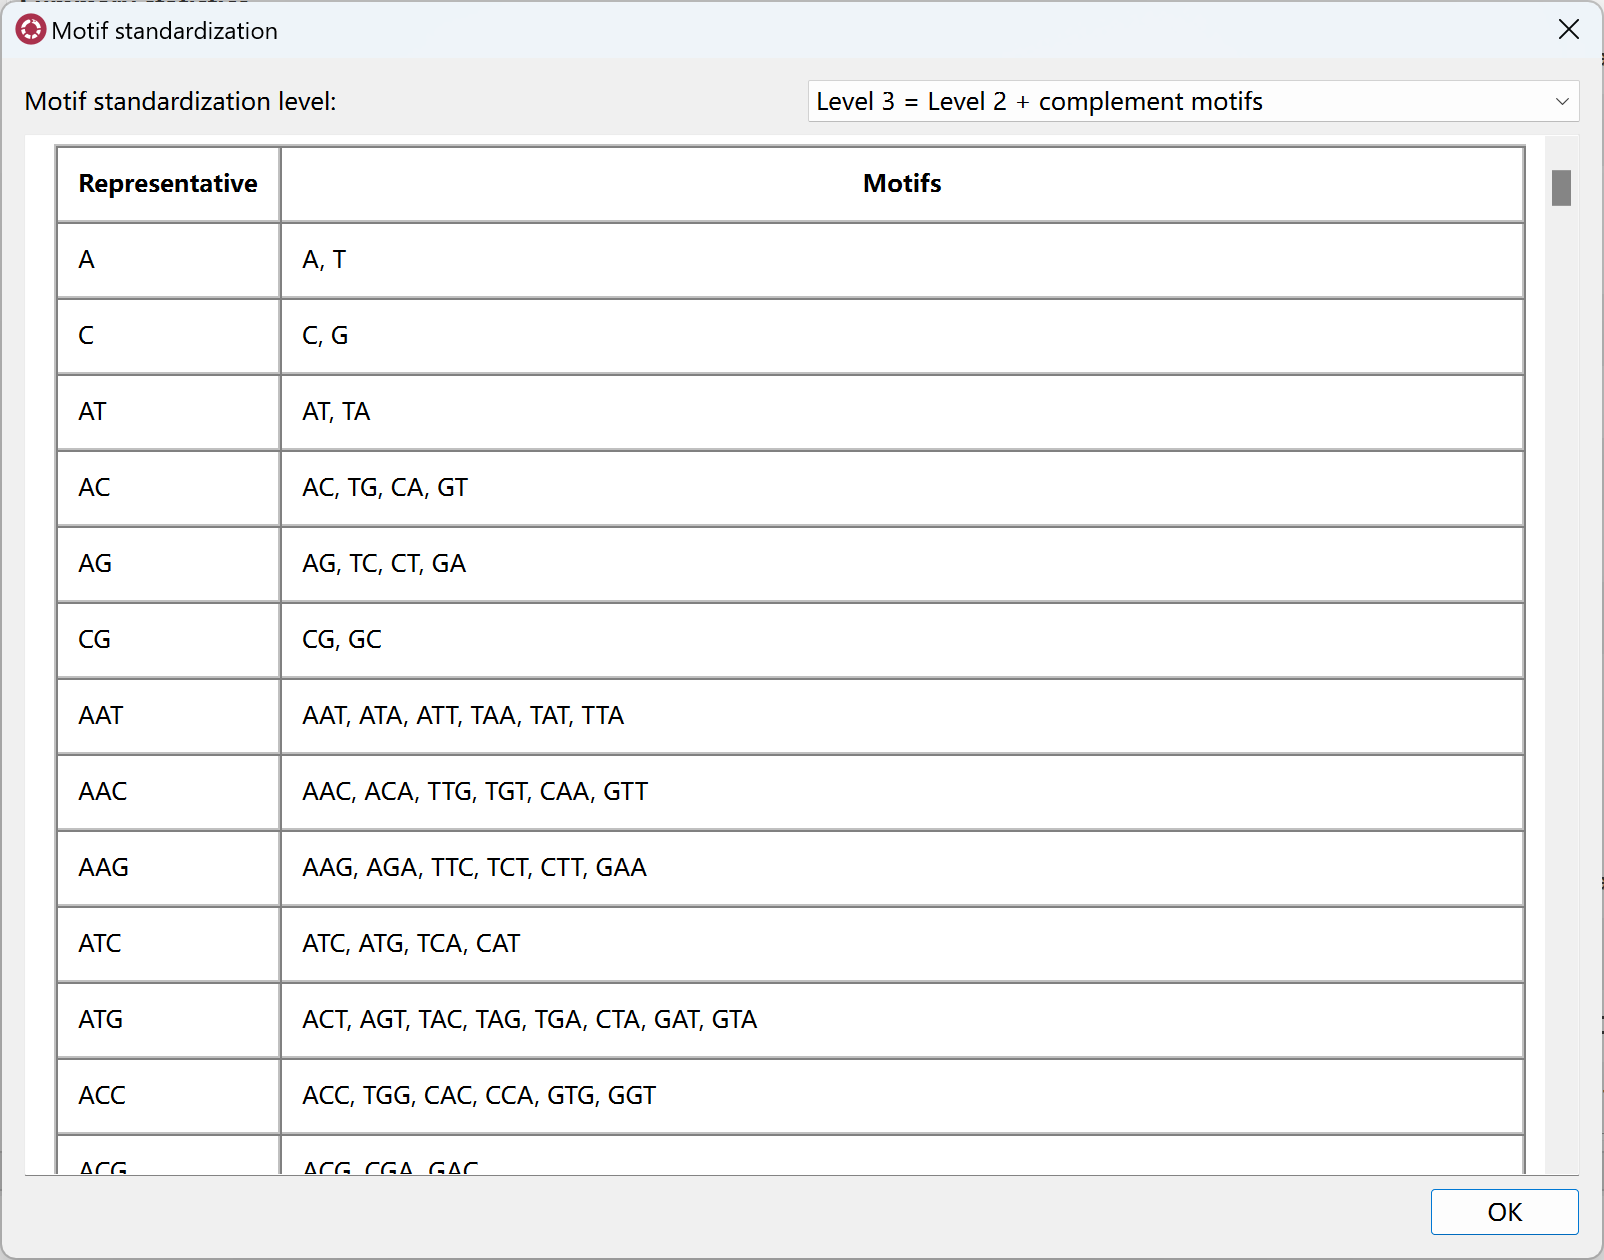 Motif standardization
Motif standardization level:
Level 3 = Level 2 + complement motifs
Representative Motifs
A A, T
C C, G
AT AT, TA
AC AC, TG, CA, GT
AG AG, TC, CT, GA
CG CG, GC
AAT AAT, ATA, ATT, TAA, TAT, TTA
AAC AAC, ACA, TTG, TGT, CAA, GTT
AAG AAG, AGA, TTC, TCT, CTT, GAA
ATC ATC, ATG, TCA, CAT
ATG ACT, AGT, TAC, TAG, TGA, CTA, GAT, GTA
ACC ACC, TGG, CAC, CCA, GTG, GGT
ACG ACG, CGA, GAC
OK